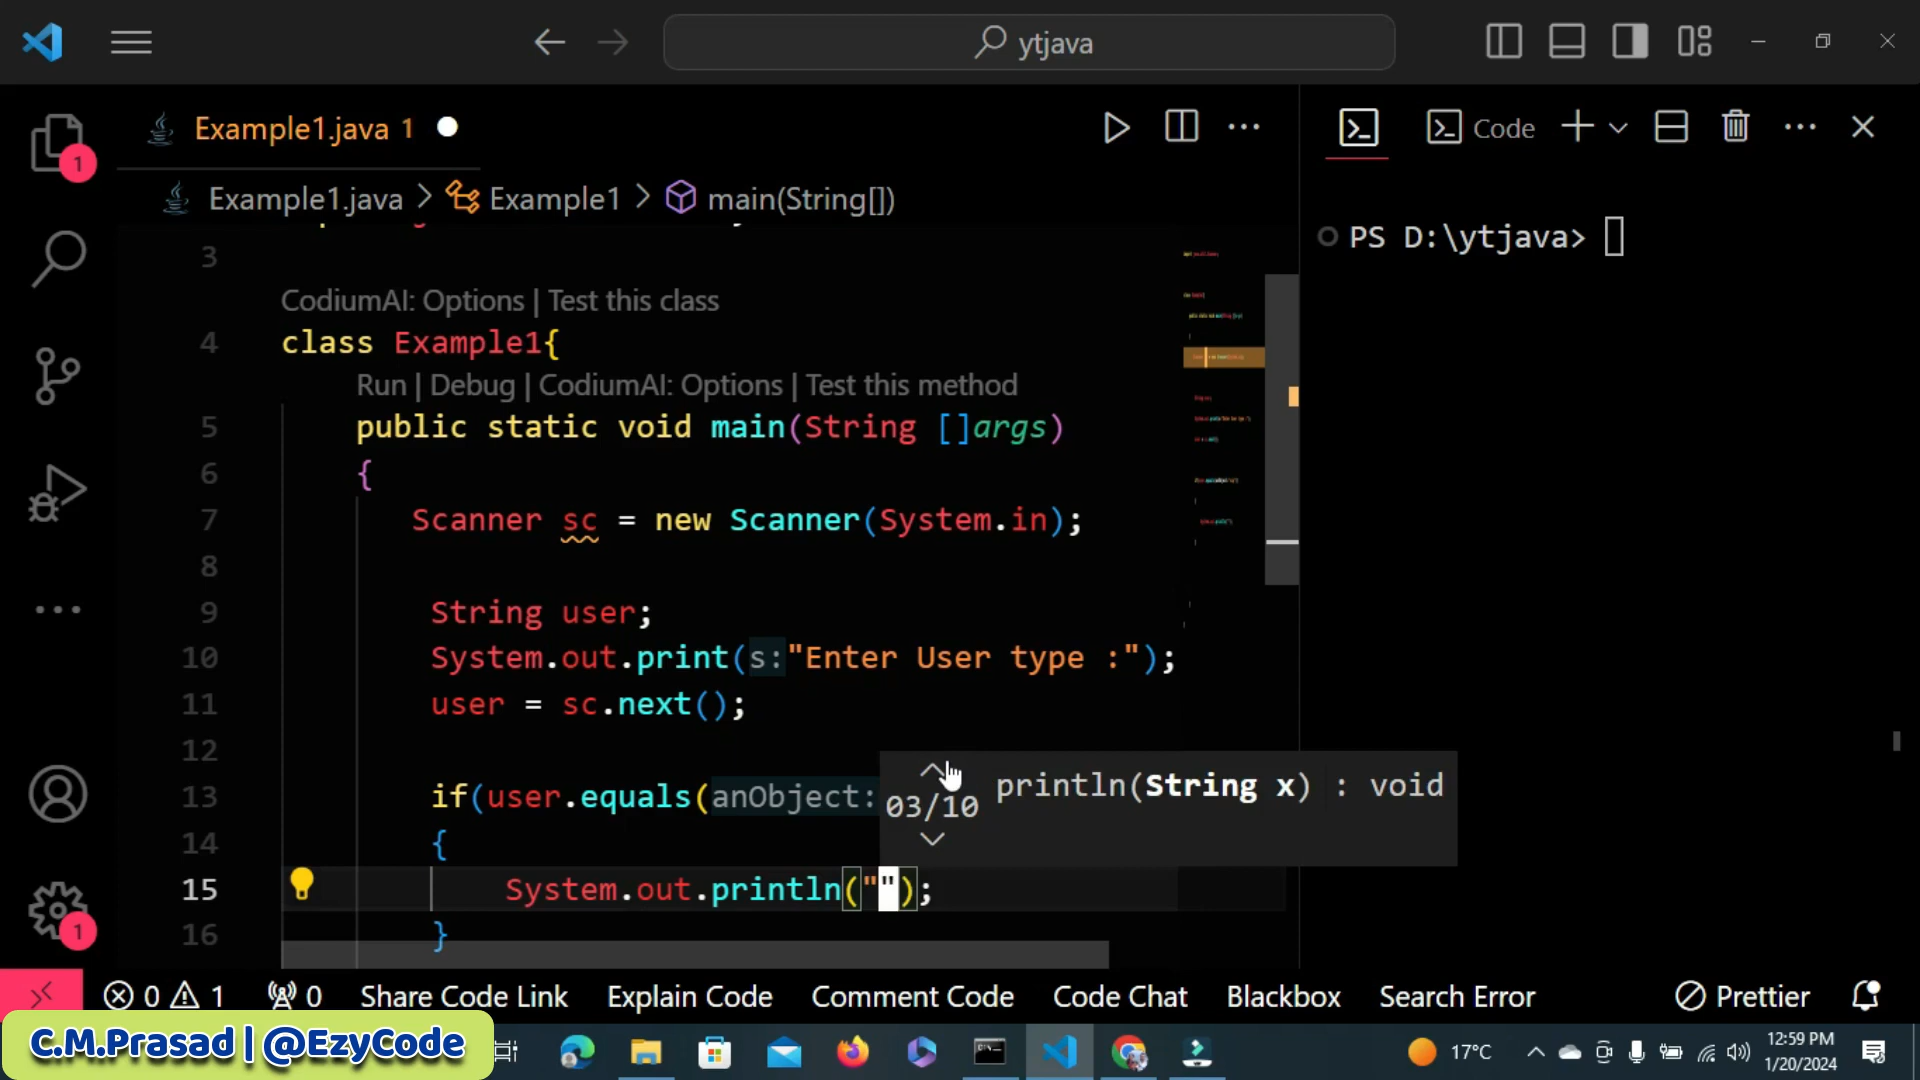 ytjava
Example1.java 1
Code
Example1.java > Example1 > main(String[])
PS D:\ytjava>
3
CodiumAI: Options | Test this class
4 class Example1{
Run | Debug | CodiumAI: Options | Test this method
5 public static void main(String []args)
6 {
7 Scanner sc = new Scanner(System.in);
8
9 String user;
10 System.out.print(s:"Enter User type :");
11 user = sc.next();
12
13 if(user.equals(anObject:
03/10 println(String x) : void
14 {
15 System.out.println("");
16 }
1
1
0 1 0 Share Code Link Explain Code Comment Code Code Chat Blackbox Search Error Prettier
C.M.Prasad | @EzyCode
17°C
12:59 PM
1/20/2024